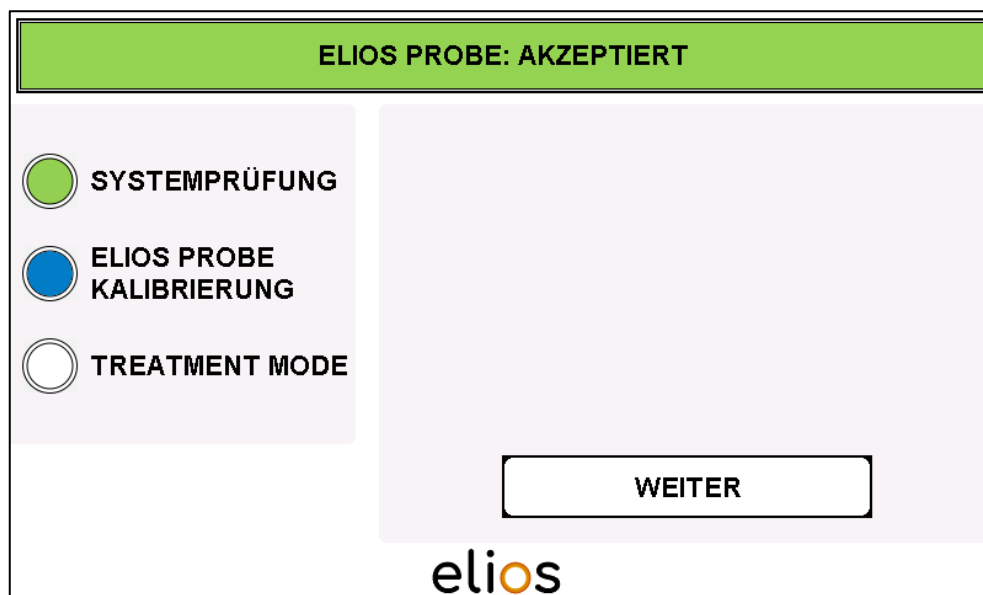 ELIOS PROBE: AKZEPTIERT
SYSTEMPRÜFUNG
ELIOS PROBE
KALIBRIERUNG
TREATMENT MODE
WEITER
elios